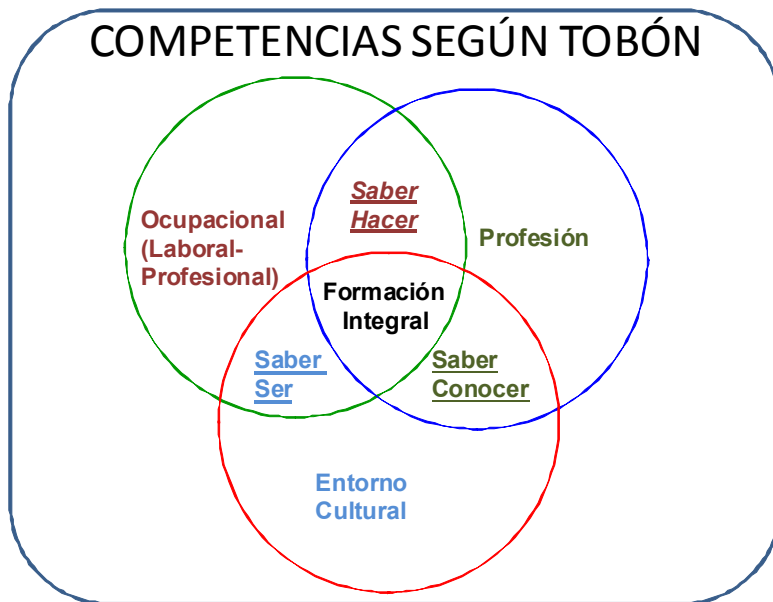 COMPETENCIAS SEGÚN TOBÓN
Saber
Hacer
Ocupacional
(Laboral-
Profesional)
Profesión
Formación
Integral
Saber
Ser
Saber
Conocer
Entorno
Cultural